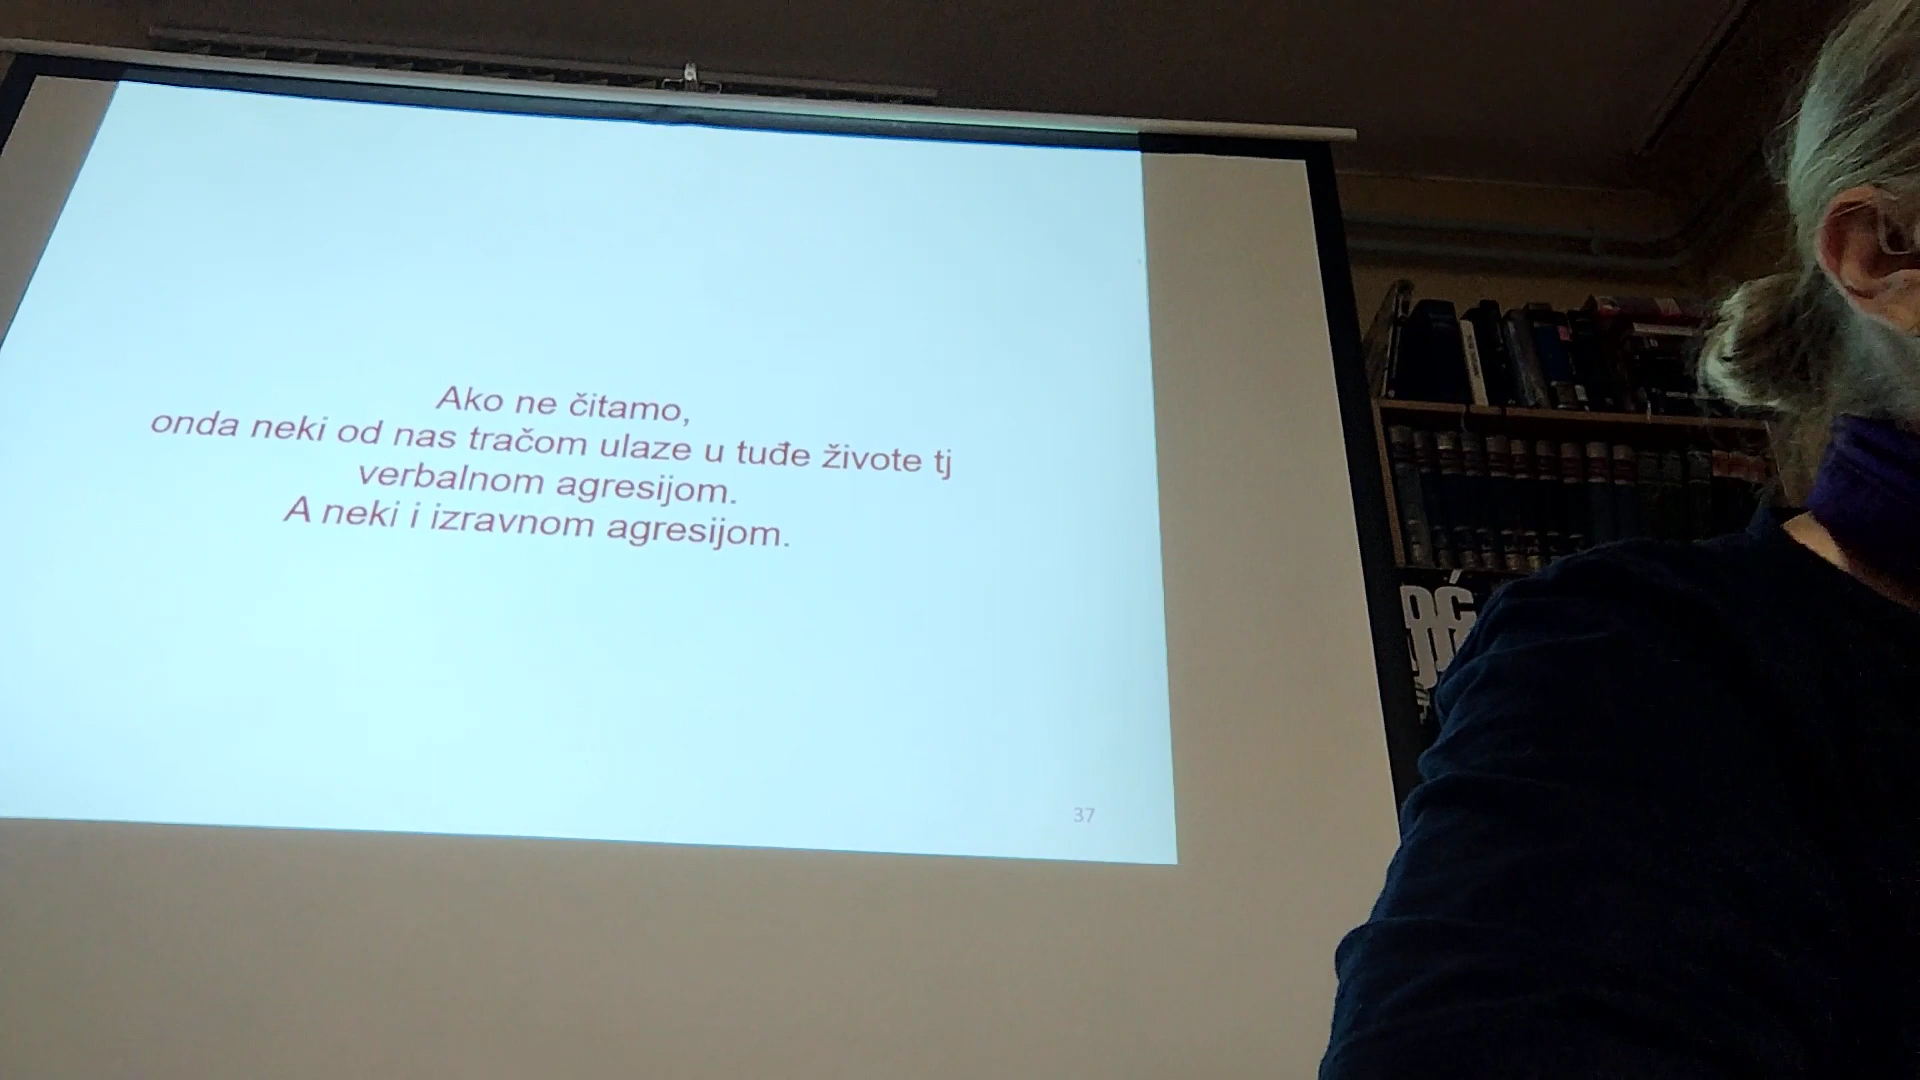 Ako ne čitamo,
onda neki od nas tračom ulaze u tuđe živote tj
verbalnom agresijom.
A neki i izravnom agresijom.
37